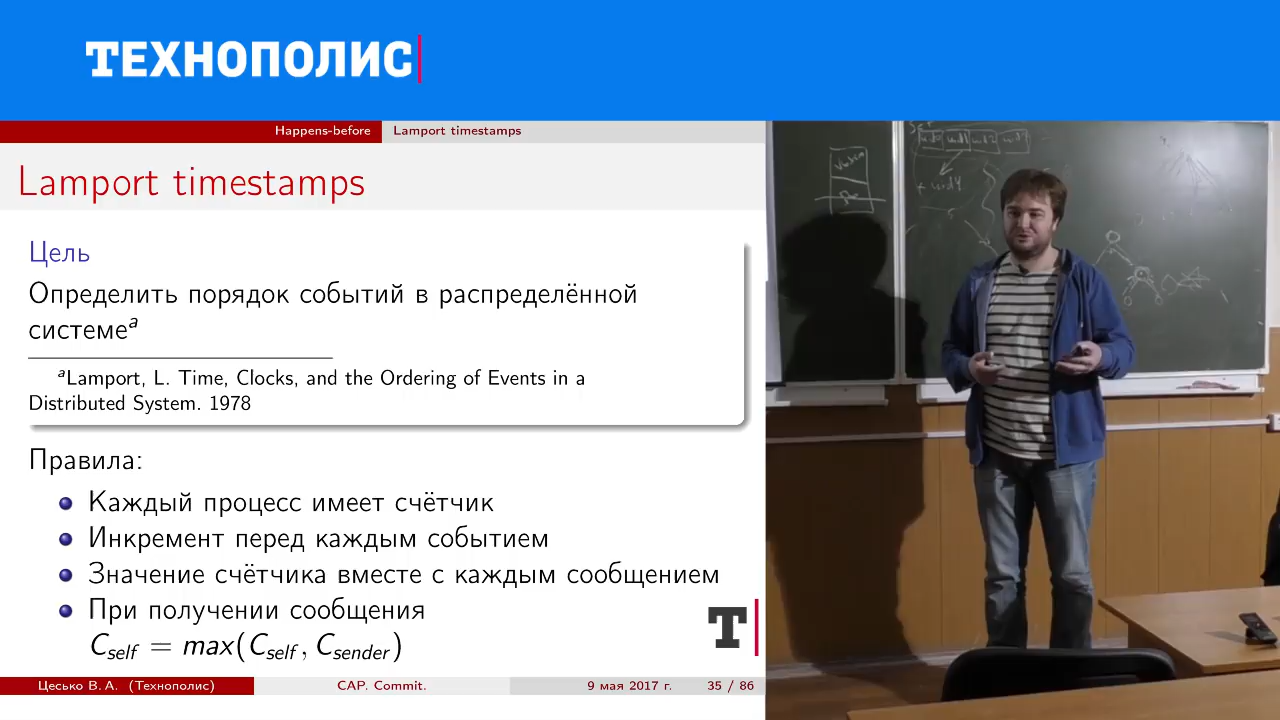 ТЕХНОПОЛИС
Happens-before Lamport timestamps
Lamport timestamps
Цель
Определить порядок событий в распределённой
системеᵃ
ᵃLamport, L. Time, Clocks, and the Ordering of Events in a
Distributed System. 1978
Правила:
Каждый процесс имеет счётчик
Инкремент перед каждым событием
Значение счётчика вместе с каждым сообщением
При получении сообщения
C_self = max(C_self, C_sender)
T
Цесько В. А. (Технополис) CAP. Commit. 9 мая 2017 г. 35 / 86